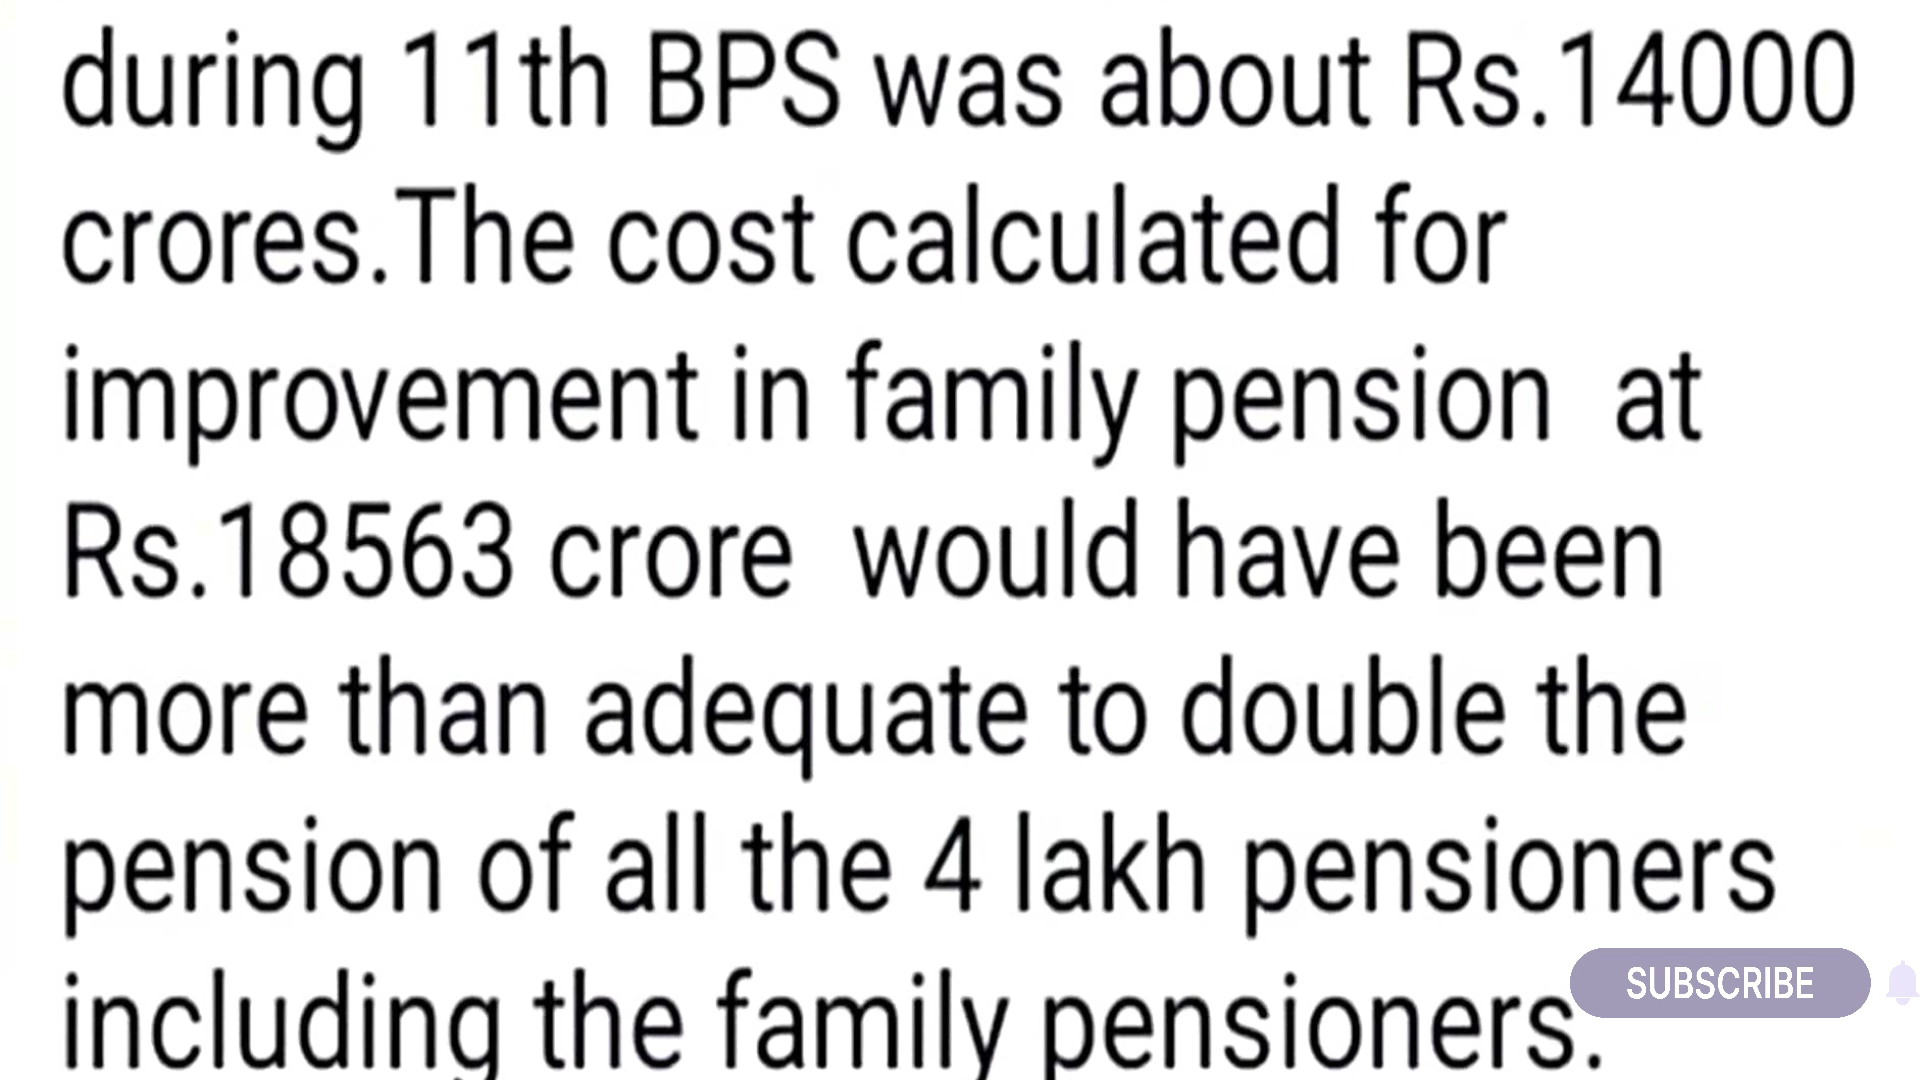 during 11th BPS was about Rs.14000
crores.The cost calculated for
improvement in family pension  at
Rs.18563 crore  would have been
more than adequate to double the
pension of all the 4 lakh pensioners
including the family pensioners.
SUBSCRIBE